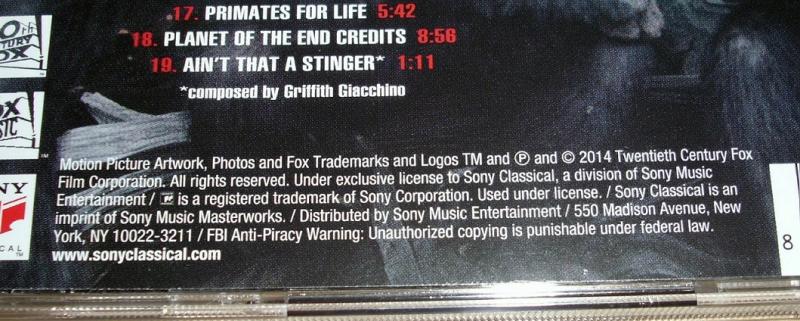 17. PRIMATES FOR LIFE 5:42
18. PLANET OF THE END CREDITS 8:56
19. AIN'T THAT A STINGER* 1:11
*composed by Griffith Giacchino
Motion Picture Artwork, Photos and Fox Trademarks and Logos TM and ℗ and © 2014 Twentieth Century Fox
Film Corporation. All rights reserved. Under exclusive license to Sony Classical, a division of Sony Music
Entertainment / is a registered trademark of Sony Corporation. Used under license. / Sony Classical is an
imprint of Sony Music Masterworks. / Distributed by Sony Music Entertainment / 550 Madison Avenue, New
York, NY 10022-3211 / FBI Anti-Piracy Warning: Unauthorized copying is punishable under federal law.
www.sonyclassical.com
8